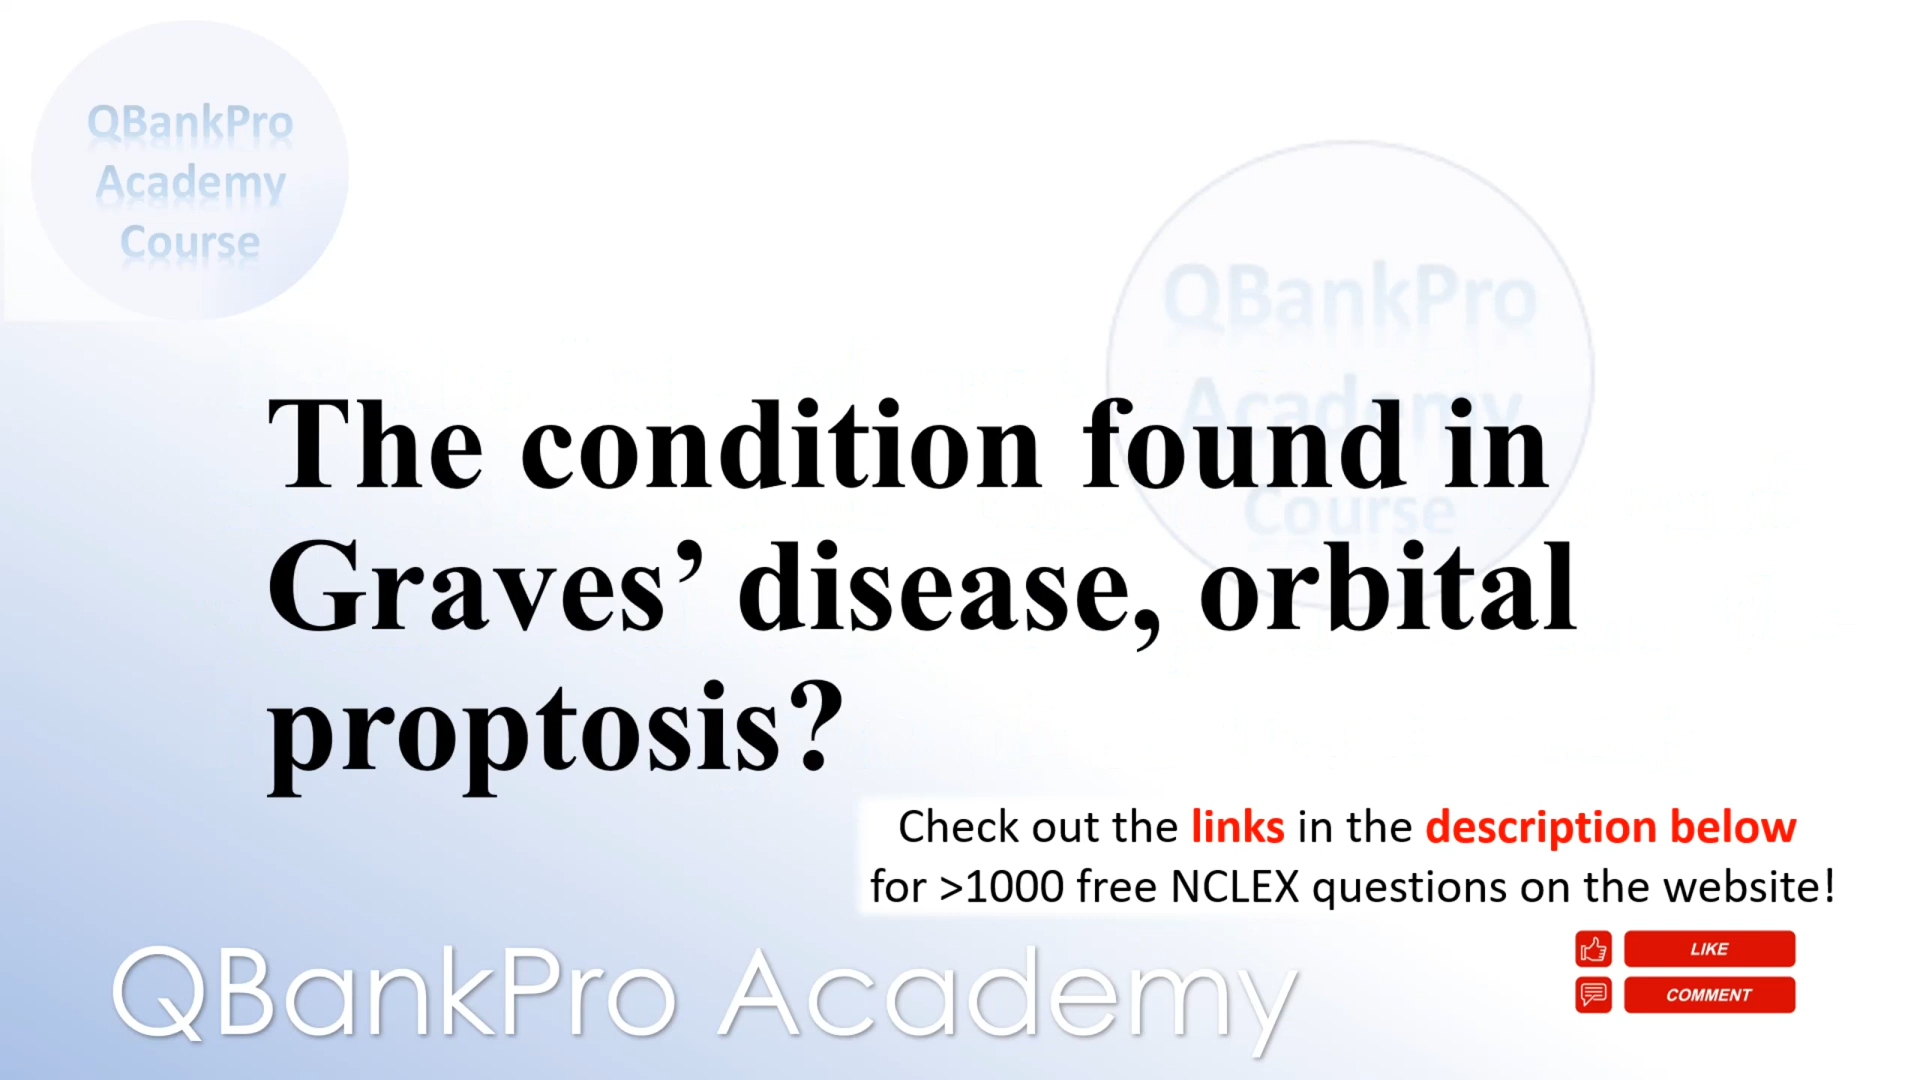 QBankPro
Academy
Course
QBankPro
Academy
Course
The condition found in
Graves’ disease, orbital
proptosis?
Check out the links in the description below
for >1000 free NCLEX questions on the website!
LIKE
COMMENT
QBankPro Academy